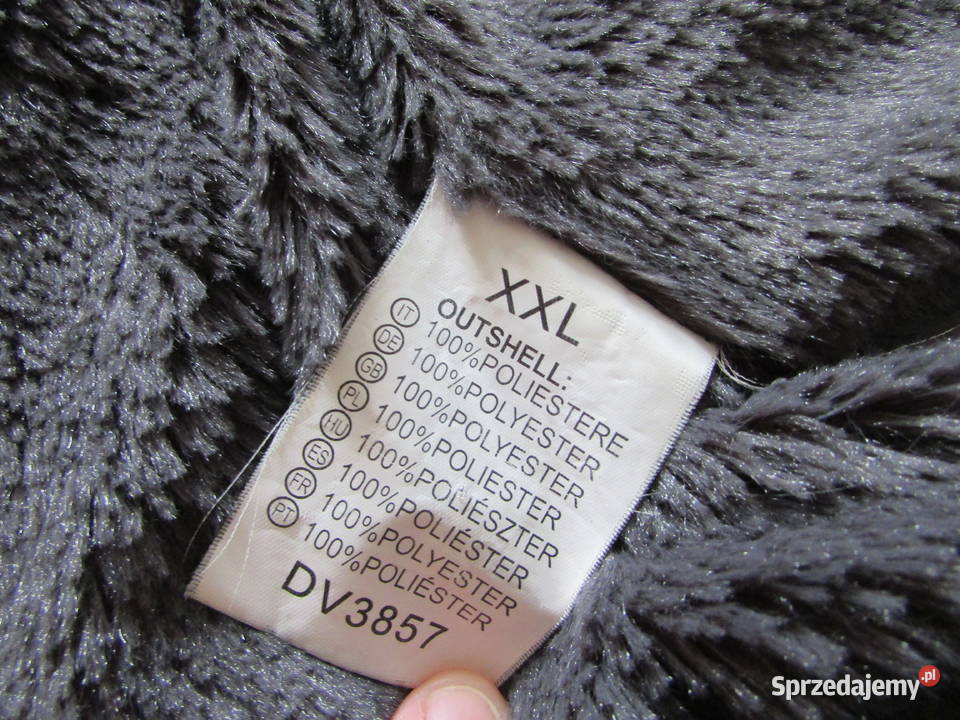 XXL
OUTSHELL:
IT 100%POLIESTERE
DE 100%POLYESTER
GB 100%POLYESTER
PL 100%POLIESTER
HU 100%POLIÉSZTER
ES 100%POLIÉSTER
FR 100%POLYESTER
PT 100%POLIÉSTER
DV3857
Sprzedajemy.pl